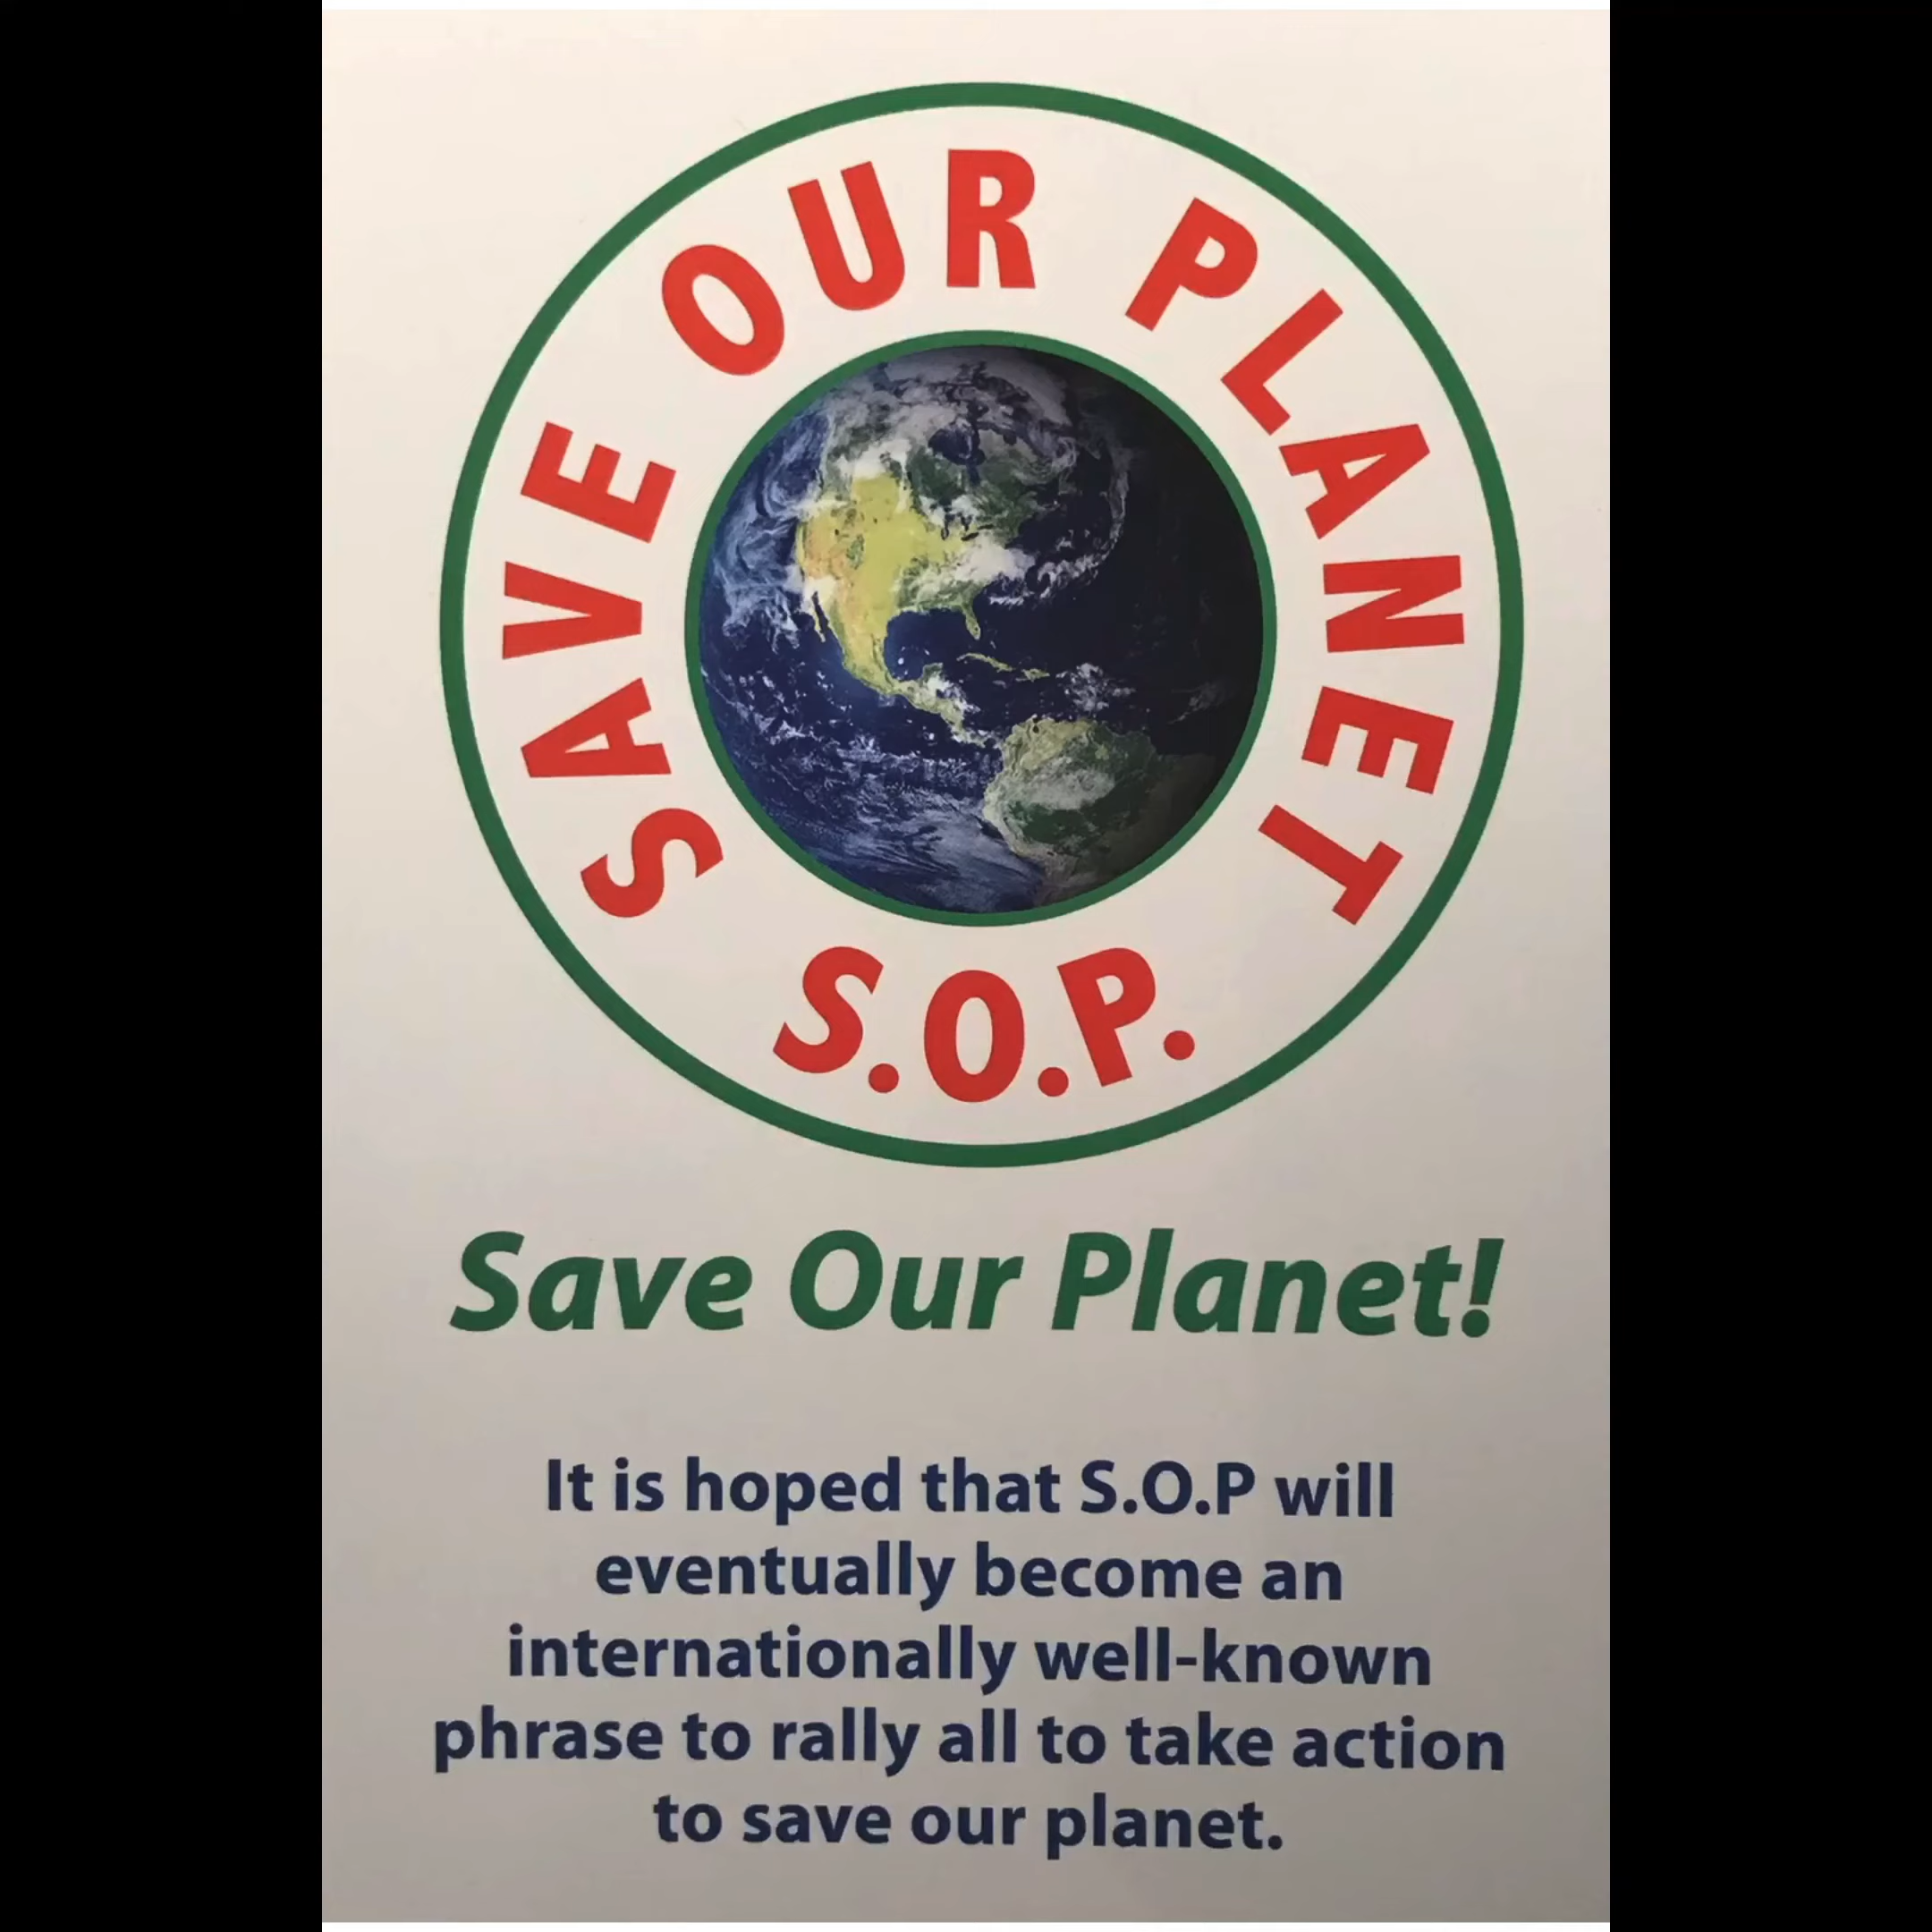 SAVE OUR PLANET
S.O.P.
Save Our Planet!
It is hoped that S.O.P will
eventually become an
internationally well-known
phrase to rally all to take action
to save our planet.